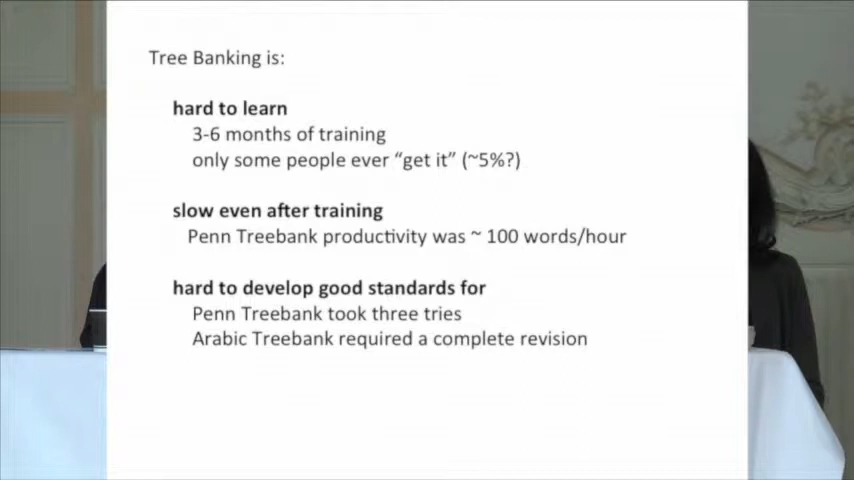 Tree Banking is:
hard to learn
3-6 months of training
only some people ever “get it” (~5%?)
slow even after training
Penn Treebank productivity was ~ 100 words/hour
hard to develop good standards for
Penn Treebank took three tries
Arabic Treebank required a complete revision